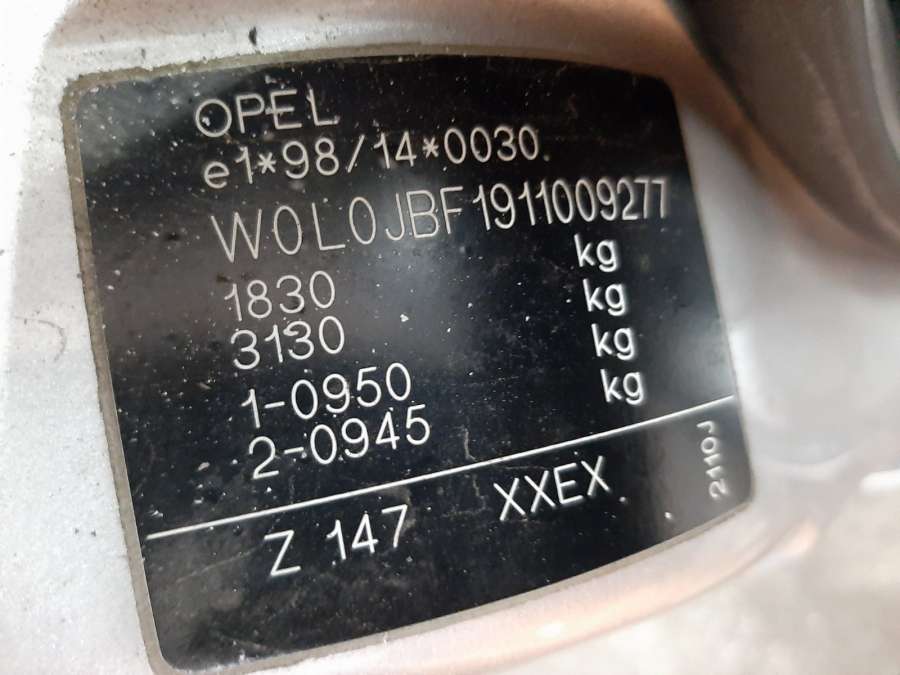 OPEL
e1*98/14*0030
W0L0JBF1911009277
1830 kg
3130 kg
1-0950 kg
2-0945 kg
Z 147 XXEX
2110J